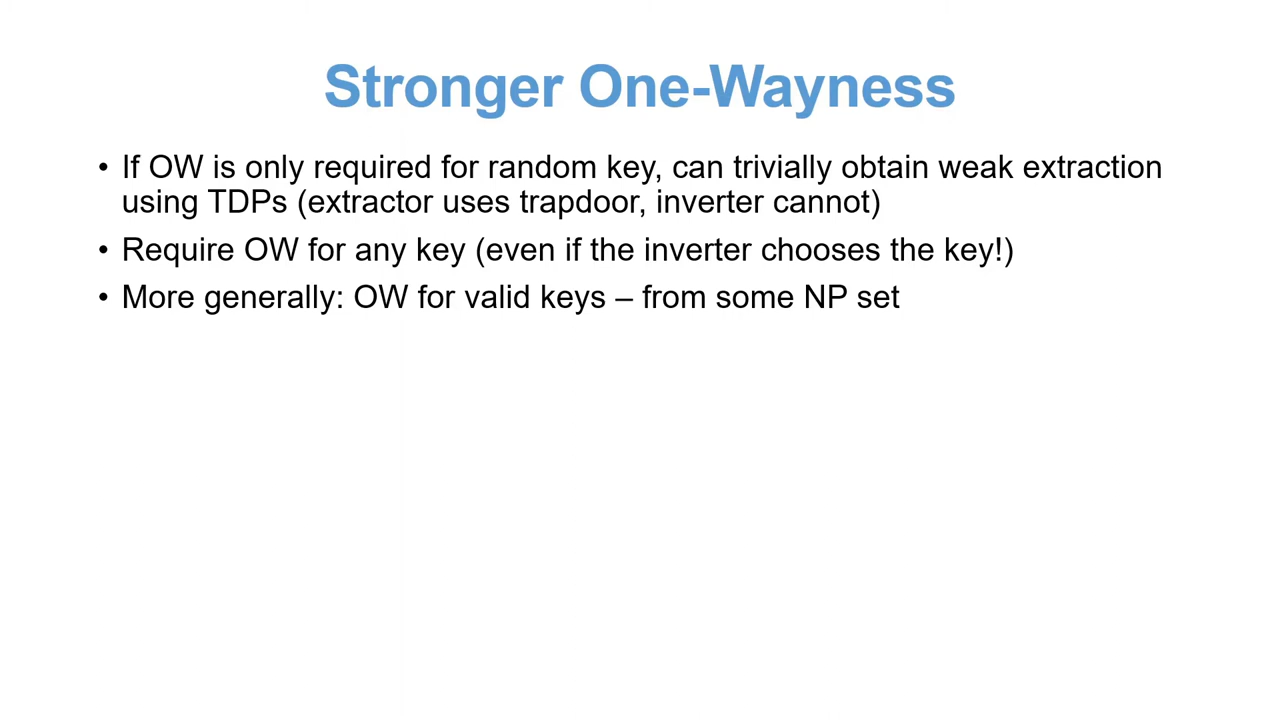 Stronger One-Wayness
• If OW is only required for random key, can trivially obtain weak extraction
using TDPs (extractor uses trapdoor, inverter cannot)
• Require OW for any key (even if the inverter chooses the key!)
• More generally: OW for valid keys – from some NP set